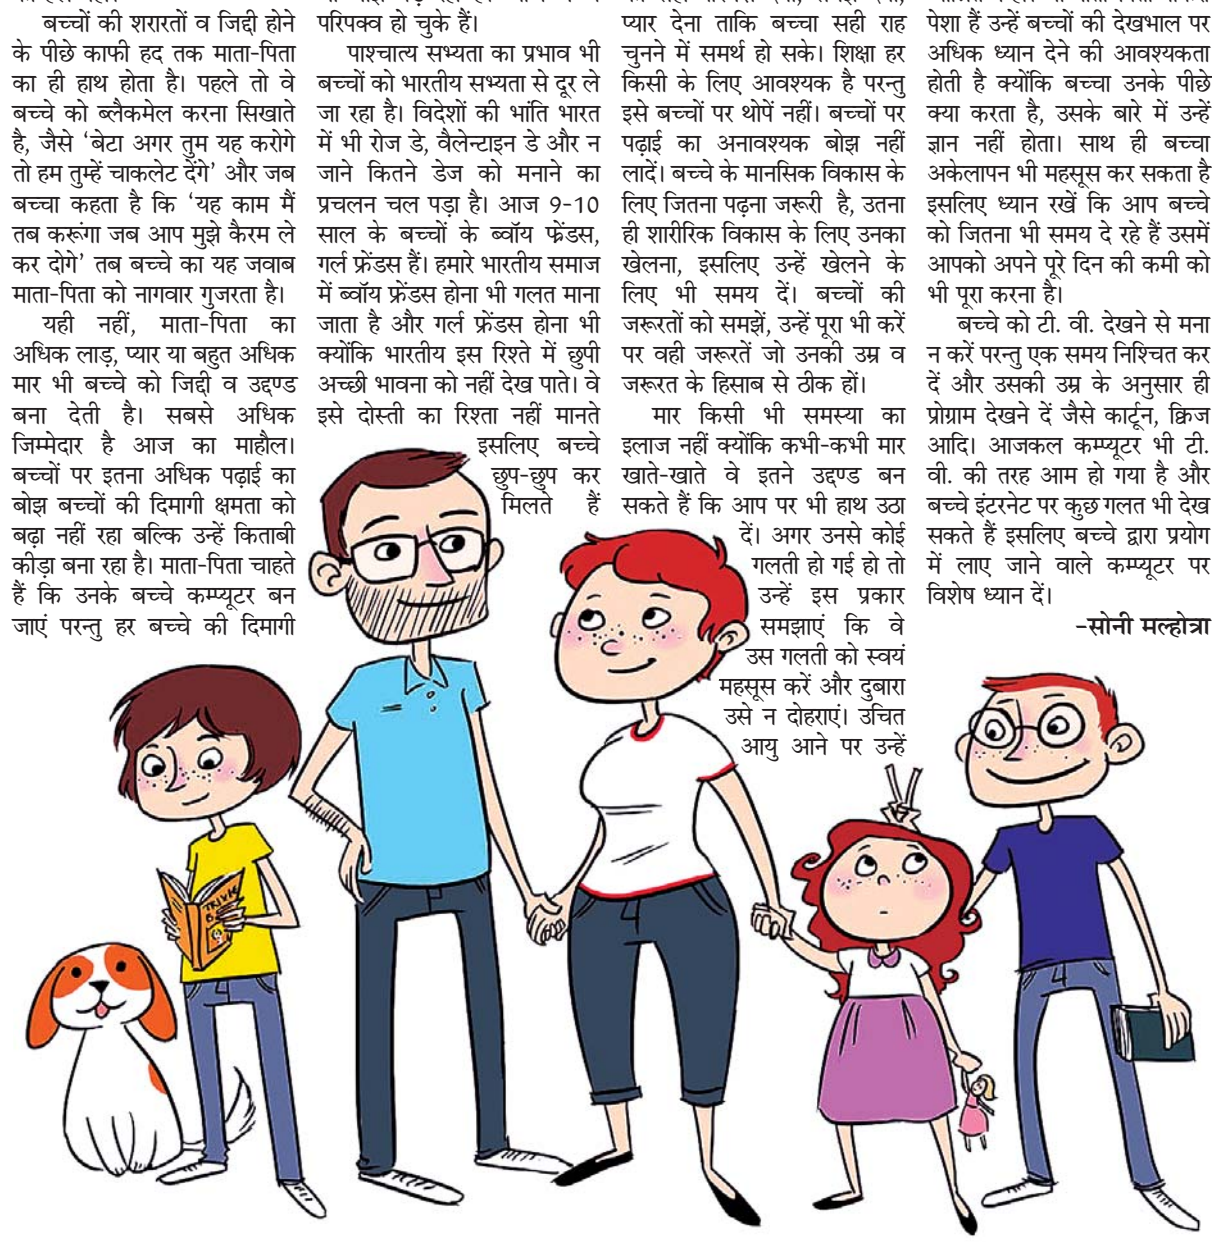 बच्चों की शरारतों व जिद्दी होने
के पीछे काफी हद तक माता-पिता
का ही हाथ होता है। पहले तो वे
बच्चे को ब्लैकमेल करना सिखाते
है, जैसे ‘बेटा अगर तुम यह करोगे
तो हम तुम्हें चाकलेट देंगे’ और जब
बच्चा कहता है कि ‘यह काम मैं
तब करूंगा जब आप मुझे कैरम ले
कर दोगे’ तब बच्चे का यह जवाब
माता-पिता को नागवार गुजरता है।
यही नहीं, माता-पिता का
अधिक लाड़, प्यार या बहुत अधिक
मार भी बच्चे को जिद्दी व उद्दण्ड
बना देती है। सबसे अधिक
जिम्मेदार है आज का माहौल।
बच्चों पर इतना अधिक पढ़ाई का
बोझ बच्चों की दिमागी क्षमता को
बढ़ा नहीं रहा बल्कि उन्हें किताबी
कीड़ा बना रहा है। माता-पिता चाहते
हैं कि उनके बच्चे कम्प्यूटर बन
जाएं परन्तु हर बच्चे की दिमागी
परिपक्व हो चुके हैं।
पाश्चात्य सभ्यता का प्रभाव भी
बच्चों को भारतीय सभ्यता से दूर ले
जा रहा है। विदेशों की भांति भारत
में भी रोज डे, वैलेन्टाइन डे और न
जाने कितने डेज को मनाने का
प्रचलन चल पड़ा है। आज 9-10
साल के बच्चों के ब्वॉय फ्रेंडस,
गर्ल फ्रेंडस हैं। हमारे भारतीय समाज
में ब्वॉय फ्रेंडस होना भी गलत माना
जाता है और गर्ल फ्रेंडस होना भी
क्योंकि भारतीय इस रिश्ते में छुपी
अच्छी भावना को नहीं देख पाते। वे
इसे दोस्ती का रिश्ता नहीं मानते
इसलिए बच्चे
छुप-छुप कर
मिलते हैं
प्यार देना ताकि बच्चा सही राह
चुनने में समर्थ हो सके। शिक्षा हर
किसी के लिए आवश्यक है परन्तु
इसे बच्चों पर थोपें नहीं। बच्चों पर
पढ़ाई का अनावश्यक बोझ नहीं
लादें। बच्चे के मानसिक विकास के
लिए जितना पढ़ना जरूरी है, उतना
ही शारीरिक विकास के लिए उनका
खेलना, इसलिए उन्हें खेलने के
लिए भी समय दें। बच्चों की
जरूरतों को समझें, उन्हें पूरा भी करें
पर वही जरूरतें जो उनकी उम्र व
जरूरत के हिसाब से ठीक हों।
मार किसी भी समस्या का
इलाज नहीं क्योंकि कभी-कभी मार
खाते-खाते वे इतने उद्दण्ड बन
सकते हैं कि आप पर भी हाथ उठा
दें। अगर उनसे कोई
गलती हो गई हो तो
उन्हें इस प्रकार
समझाएं कि वे
उस गलती को स्वयं
महसूस करें और दुबारा
उसे न दोहराएं। उचित
आयु आने पर उन्हें
पेशा हैं उन्हें बच्चों की देखभाल पर
अधिक ध्यान देने की आवश्यकता
होती है क्योंकि बच्चा उनके पीछे
क्या करता है, उसके बारे में उन्हें
ज्ञान नहीं होता। साथ ही बच्चा
अकेलापन भी महसूस कर सकता है
इसलिए ध्यान रखें कि आप बच्चे
को जितना भी समय दे रहे हैं उसमें
आपको अपने पूरे दिन की कमी को
भी पूरा करना है।
बच्चे को टी. वी. देखने से मना
न करें परन्तु एक समय निश्चित कर
दें और उसकी उम्र के अनुसार ही
प्रोग्राम देखने दें जैसे कार्टून, क्विज
आदि। आजकल कम्प्यूटर भी टी.
वी. की तरह आम हो गया है और
बच्चे इंटरनेट पर कुछ गलत भी देख
सकते हैं इसलिए बच्चे द्वारा प्रयोग
में लाए जाने वाले कम्प्यूटर पर
विशेष ध्यान दें।
-सोनी मल्होत्रा